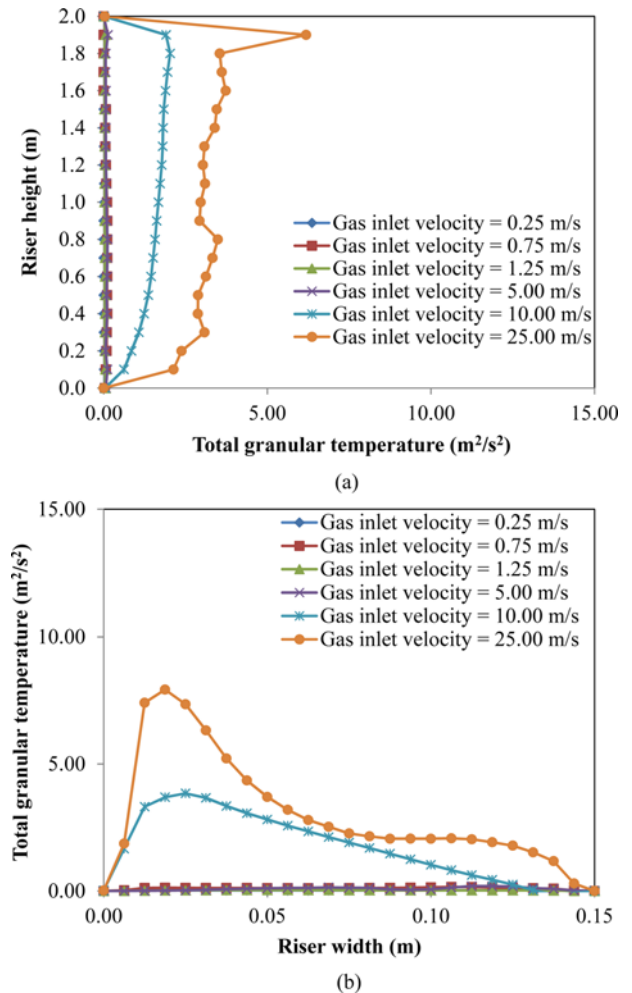 2.0
1.8
1.6
1.4
1.2
1.0
0.8
0.6
0.4
0.2
0.0
Riser height (m)
Gas inlet velocity = 0.25 m/s
Gas inlet velocity = 0.75 m/s
Gas inlet velocity = 1.25 m/s
Gas inlet velocity = 5.00 m/s
Gas inlet velocity = 10.00 m/s
Gas inlet velocity = 25.00 m/s
0.00 5.00 10.00 15.00
Total granular temperature (m²/s²)
(a)
15.00
10.00
5.00
0.00
Total granular temperature (m²/s²)
Gas inlet velocity = 0.25 m/s
Gas inlet velocity = 0.75 m/s
Gas inlet velocity = 1.25 m/s
Gas inlet velocity = 5.00 m/s
Gas inlet velocity = 10.00 m/s
Gas inlet velocity = 25.00 m/s
0.00 0.05 0.10 0.15
Riser width (m)
(b)